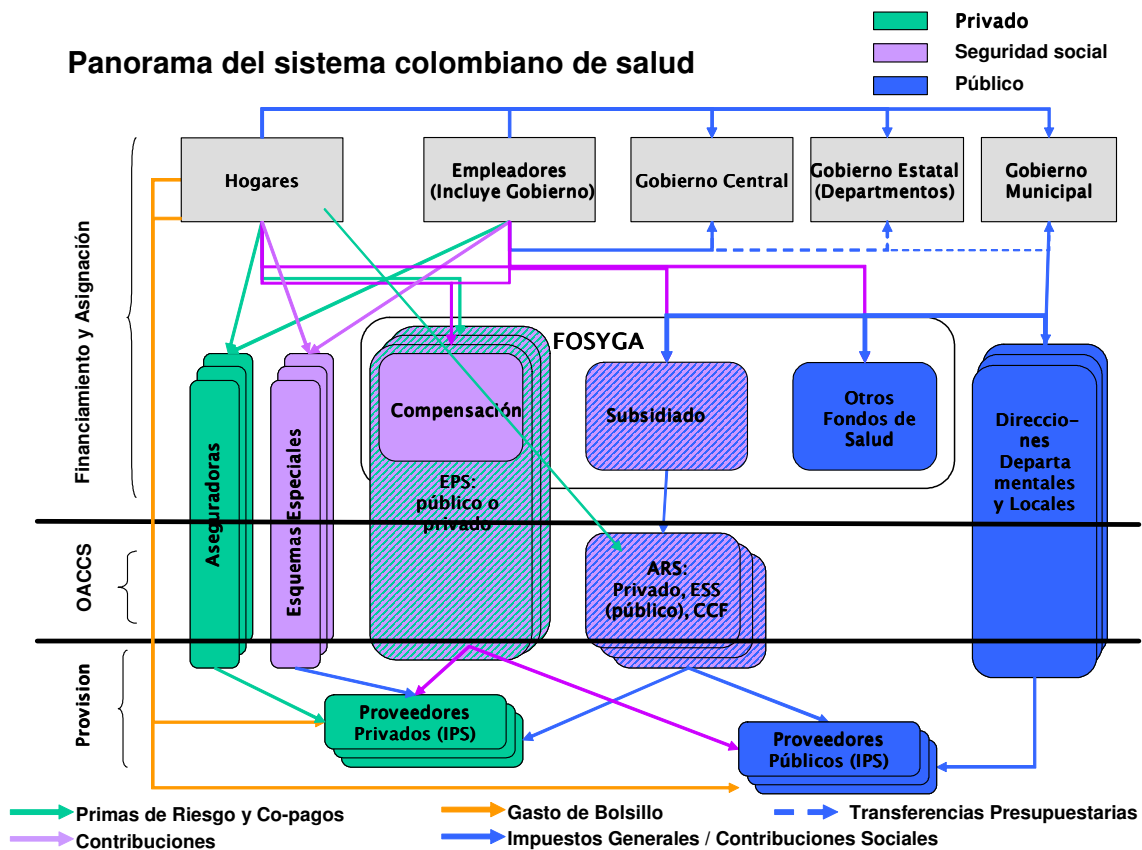 Privado
Seguridad social
Público
Panorama del sistema colombiano de salud
Hogares
Empleadores
(Incluye Gobierno)
Gobierno Central
Gobierno Estatal
(Departmentos)
Gobierno
Municipal
Financiamiento y Asignación
FOSYGA
Compensación
Subsidiado
Otros
Fondos de
Salud
Direccio-
nes
Departa
mentales
y Locales
EPS:
público o
privado
Aseguradoras
Esquemas Especiales
OACCS
ARS:
Privado, ESS
(público), CCF
Provision
Proveedores
Privados (IPS)
Proveedores
Públicos (IPS)
Primas de Riesgo y Co-pagos
Gasto de Bolsillo
Transferencias Presupuestarias
Contribuciones
Impuestos Generales / Contribuciones Sociales